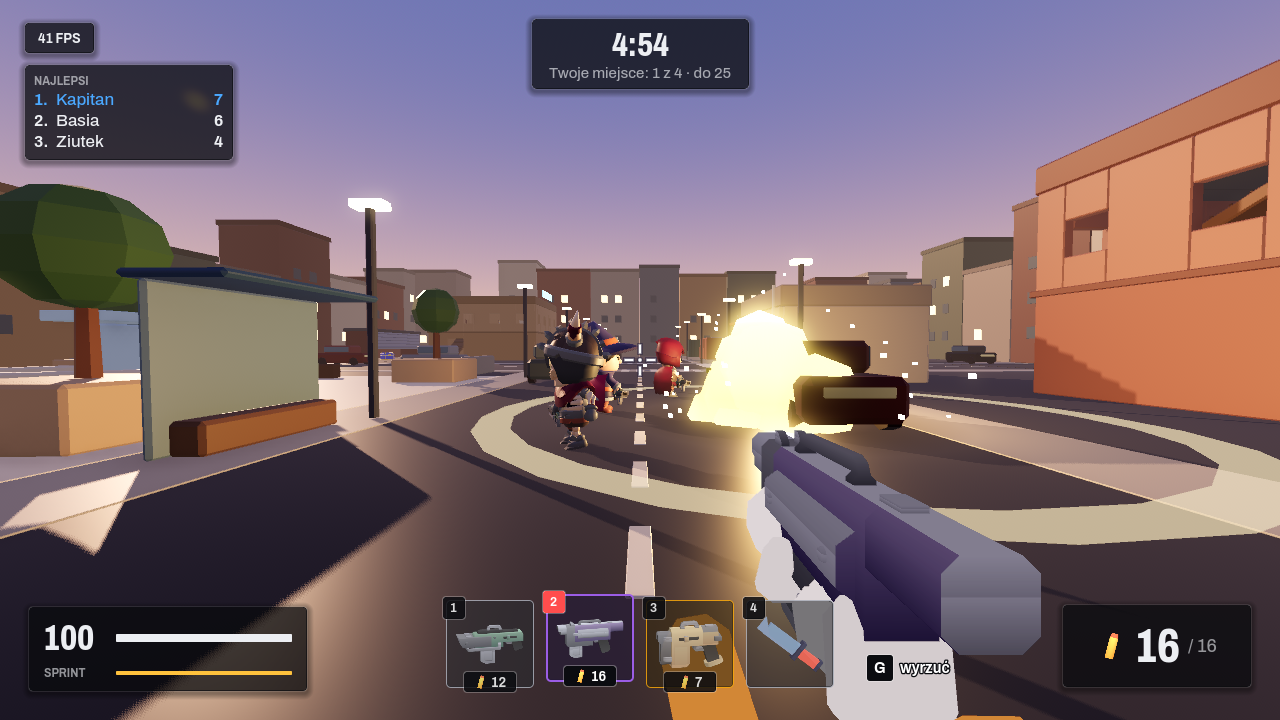 41 FPS
4:54
Twoje miejsce: 1 z 4 · do 25
NAJLEPSI
1. Kapitan 7
2. Basia 6
3. Ziutek 4
100
SPRINT
1
12
2
16
3
7
4
G wyrzuć
16 / 16